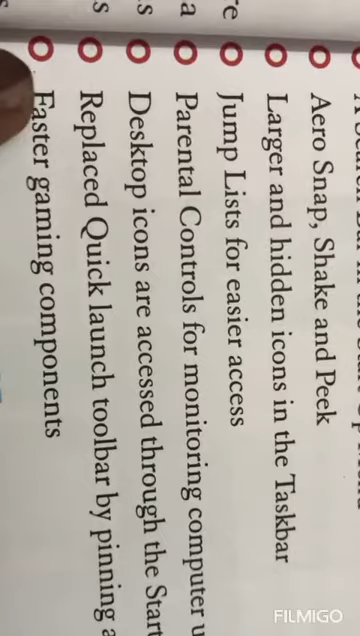 Aero Snap, Shake and Peek
Larger and hidden icons in the Taskbar
Jump Lists for easier access
Parental Controls for monitoring computer
Desktop icons are accessed through the Start
Replaced Quick launch toolbar by pinning
Faster gaming components
FILMIGO